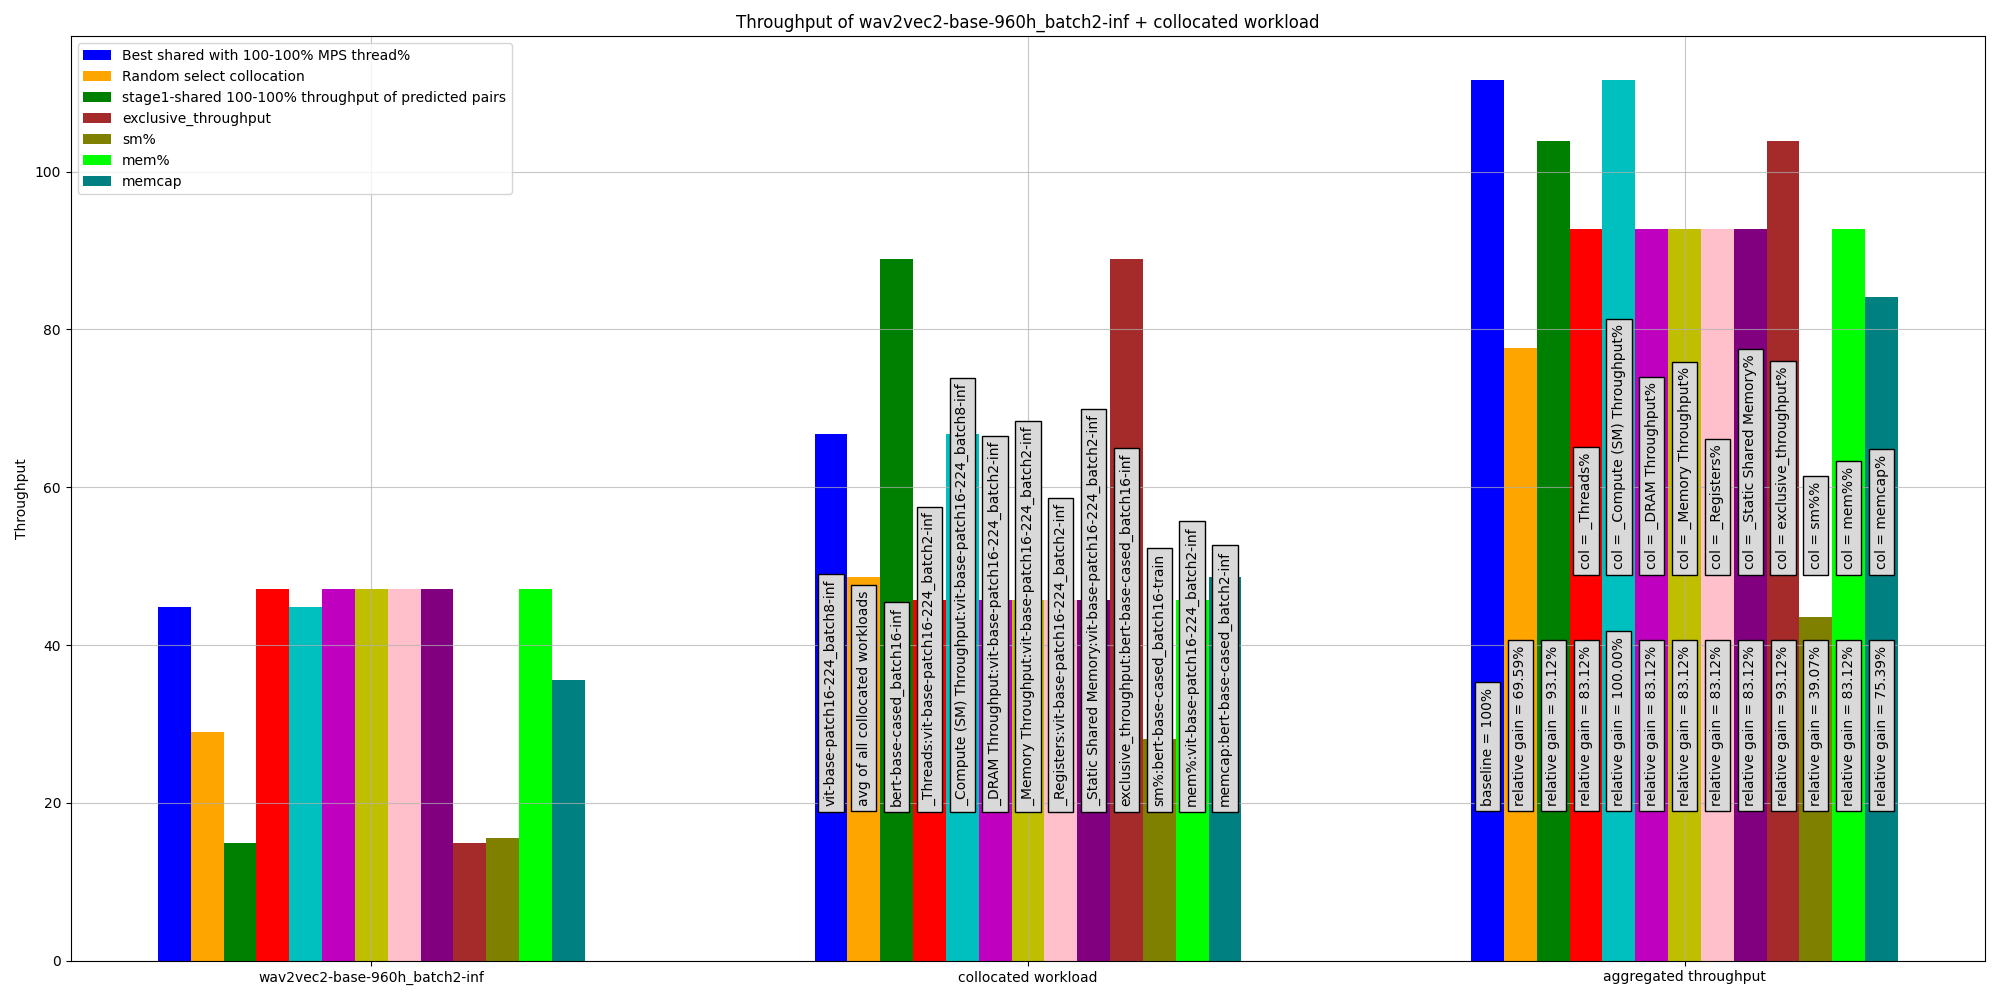 Throughput of wav2vec2-base-960h_batch2-inf + collocated workload
Best shared with 100-100% MPS thread%
Random select collocation
stage1-shared 100-100% throughput of predicted pairs
exclusive_throughput
sm%
mem%
memcap
Throughput
100
80
60
40
20
0
vit-base-patch16-224_batch8-inf
avg of all collocated workloads
bert-base-cased_batch16-inf
_Threads:vit-base-patch16-224_batch2-inf
_Compute (SM) Throughput:vit-base-patch16-224_batch8-inf
_DRAM Throughput:vit-base-patch16-224_batch2-inf
_Memory Throughput:vit-base-patch16-224_batch2-inf
_Registers:vit-base-patch16-224_batch2-inf
_Static Shared Memory:vit-base-patch16-224_batch2-inf
exclusive_throughput:bert-base-cased_batch16-inf
sm%:bert-base-cased_batch16-train
mem%:vit-base-patch16-224_batch2-inf
memcap:bert-base-cased_batch2-inf
col = _Threads%
col = _Compute (SM) Throughput%
col = _DRAM Throughput%
col = _Memory Throughput%
col = _Registers%
col = _Static Shared Memory%
col = exclusive_throughput%
col = sm%%
col = mem%%
col = memcap%
baseline = 100%
relative gain = 69.59%
relative gain = 93.12%
relative gain = 83.12%
relative gain = 100.00%
relative gain = 83.12%
relative gain = 83.12%
relative gain = 83.12%
relative gain = 83.12%
relative gain = 93.12%
relative gain = 39.07%
relative gain = 83.12%
relative gain = 75.39%
wav2vec2-base-960h_batch2-inf
collocated workload
aggregated throughput